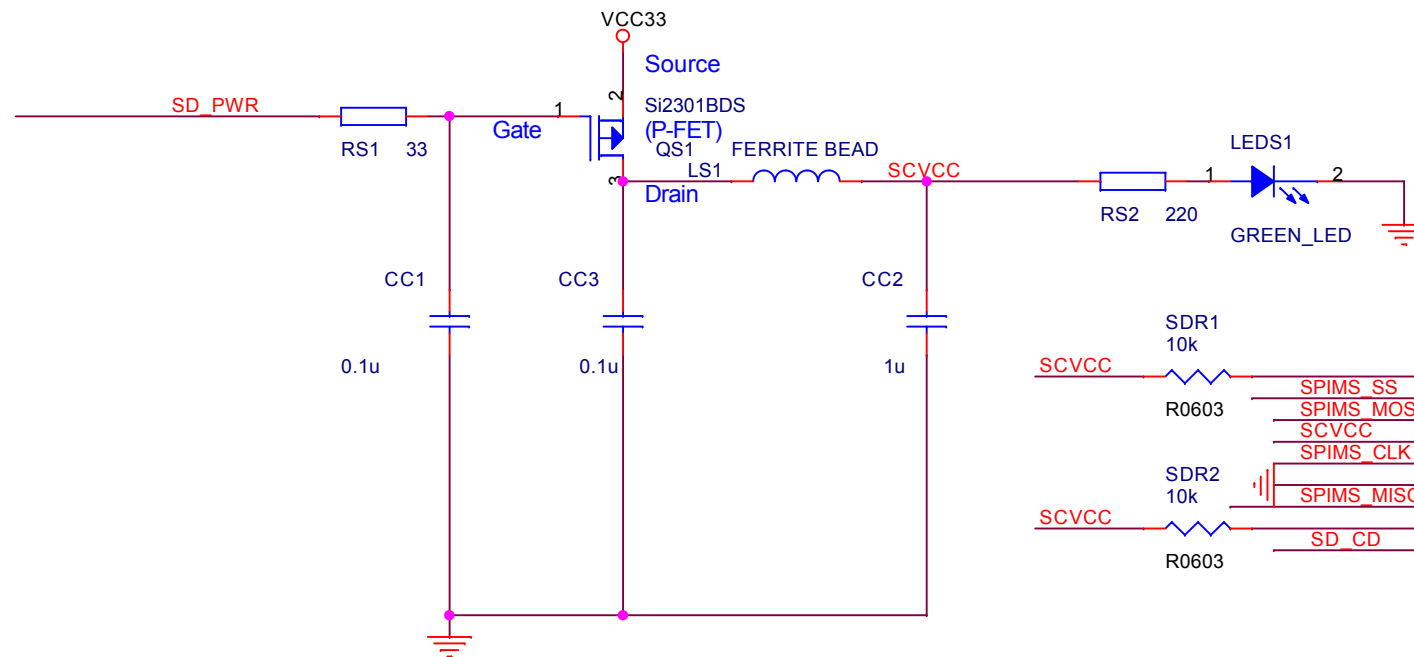 VCC33
Source
2
Si2301BDS
SD_PWR
1
Gate
(P-FET)
RS1 33
QS1
FERRITE BEAD
LEDS1
LS1
SCVCC
3
1
2
Drain
RS2 220
GREEN_LED
CC1
CC3
CC2
0.1u
0.1u
1u
SDR1
10k
SCVCC
R0603
SPIMS_SS
SPIMS_MOS
SCVCC
SPIMS_CLK
SDR2
10k
SPIMS_MISO
SCVCC
SD_CD
R0603